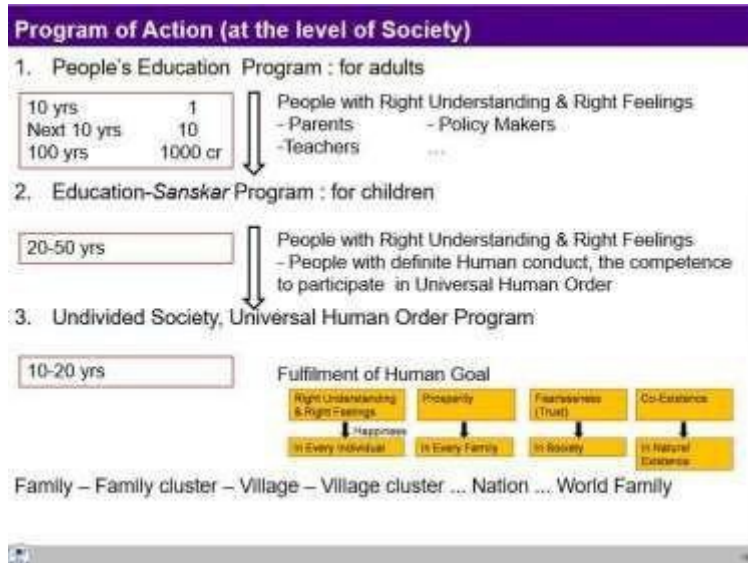 Program of Action (at the level of Society)
1. People's Education Program : for adults
10 yrs 1
Next 10 yrs 10
100 yrs 1000 cr
People with Right Understanding & Right Feelings
- Parents - Policy Makers
-Teachers ...
2. Education-Sanskar Program : for children
20-50 yrs
People with Right Understanding & Right Feelings
- People with definite Human conduct, the competence
to participate in Universal Human Order
3. Undivided Society, Universal Human Order Program
10-20 yrs
Fulfilment of Human Goal
Right Understanding & Right Feelings
Prosperity
Fearlessness (Trust)
Co-Existence
Happiness
In Every Individual
In Every Family
In Society
In Natural Existence
Family – Family cluster – Village – Village cluster ... Nation ... World Family